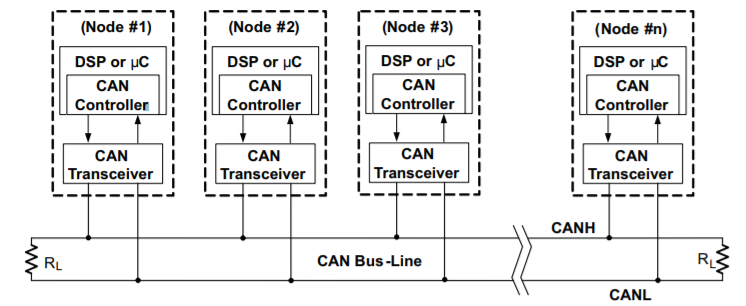 (Node #1) (Node #2) (Node #3) (Node #n)
DSP or μC DSP or μC DSP or μC DSP or μC
CAN CAN CAN CAN
Controller Controller Controller Controller
CAN CAN CAN CAN
Transceiver Transceiver Transceiver Transceiver
CANH
RL CAN Bus-Line RL
CANL